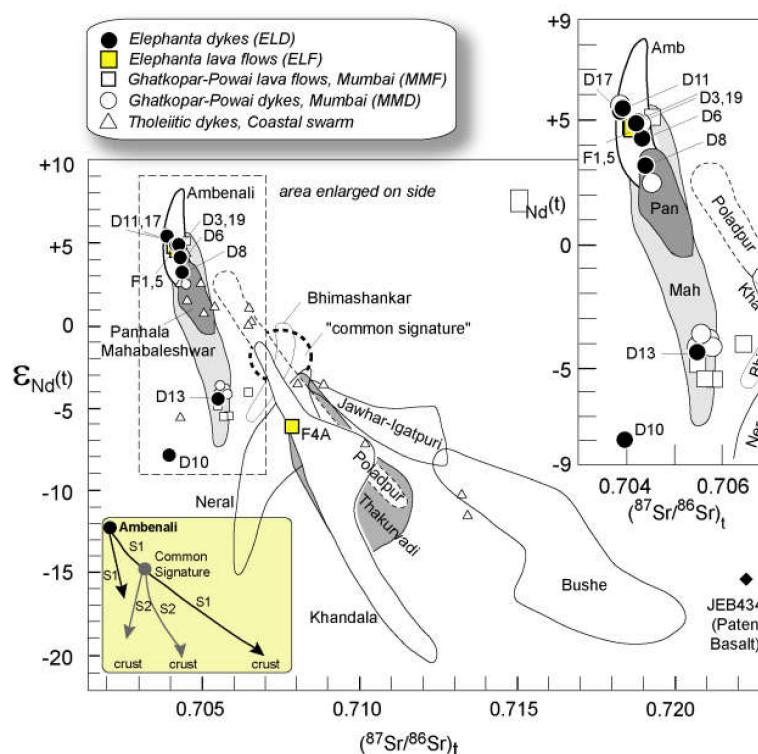 Elephanta dykes (ELD)
Elephanta lava flows (ELF)
Ghatkopar-Powai lava flows, Mumbai (MMF)
Ghatkopar-Powai dykes, Mumbai (MMD)
Tholeiitic dykes, Coastal swarm
+10
+5
0
-5
-10
-15
-20
εNd(t)
Ambenali
area enlarged on side
D11,17
D3,19
D6
D8
F1,5
Panhala
Mahabaleshwar
Bhimashankar
"common signature"
D13
D10
F4A
Jawhar-Igatpuri
Poladpur
Thakurvadi
Neral
Khandala
Bushe
Ambenali
S1
Common
Signature
S1
S2
S2
S1
crust
crust
crust
0.705
0.710
0.715
0.720
(87Sr/86Sr)t
+9
+5
0
-5
-9
Nd(t)
Amb
D17
D11
D3,19
D6
D8
F1,5
Pan
Poladpur
Mah
Kha
D13
Bh
D10
Ner
0.704
0.706
(87Sr/86Sr)t
JEB434
(Paten
Basalt)